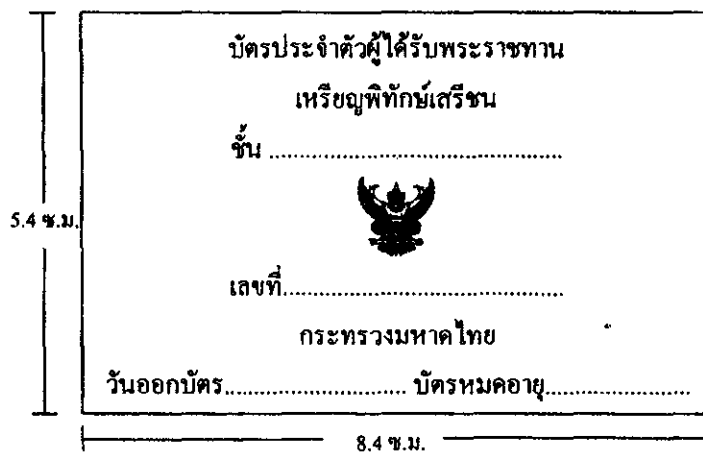 บัตรประจำตัวผู้ได้รับพระราชทาน
เหรียญพิทักษ์เสรีชน
ชั้น ..........................................................
5.4 ซ.ม.
เลขที่.......................................................
กระทรวงมหาดไทย
วันออกบัตร.................................... บัตรหมดอายุ.............................
8.4 ซ.ม.